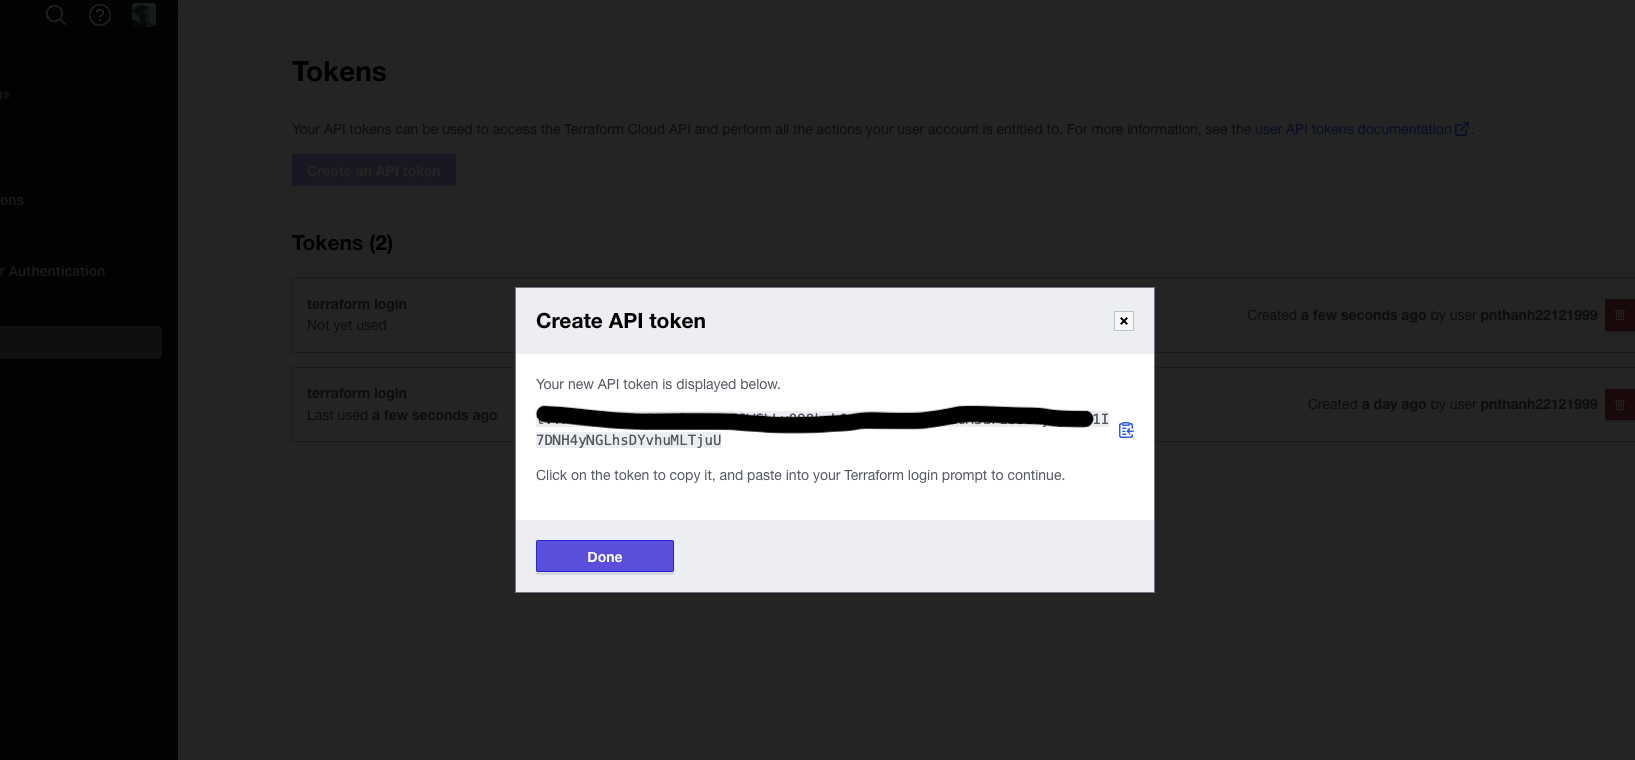 gs
ons
r Authentication
Tokens
Your API tokens can be used to access the Terraform Cloud API and perform all the actions your user account is entitled to. For more information, see the user API tokens documentation.
Create an API token
Tokens (2)
terraform login
Not yet used
Created a few seconds ago by user pnthanh22121999
terraform login
Last used a few seconds ago
Created a day ago by user pnthanh22121999
Create API token
Your new API token is displayed below.
1I
7DNH4yNGLhsDYvhuMLTjuU
Click on the token to copy it, and paste into your Terraform login prompt to continue.
Done